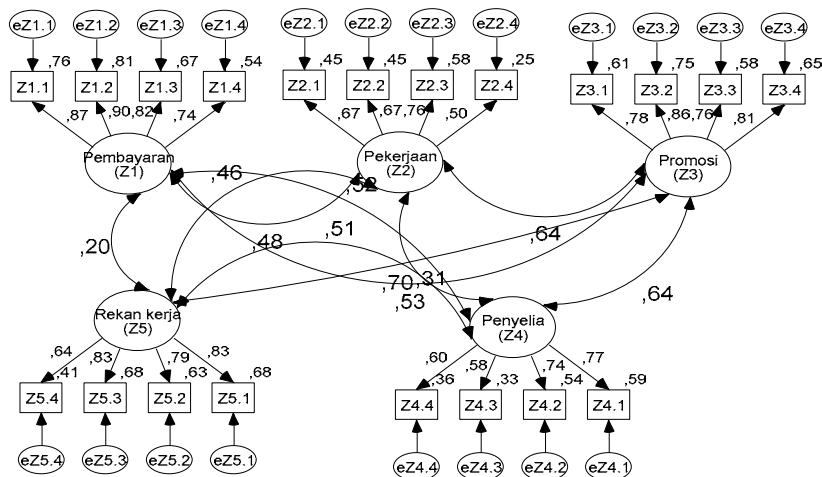 eZ1.1 eZ1.2 eZ1.3 eZ1.4 eZ2.1 eZ2.2 eZ2.3 eZ2.4 eZ3.1 eZ3.2 eZ3.3 eZ3.4
,76 ,81 ,67 ,54 ,45 ,45 ,58 ,25 ,61 ,75 ,58 ,65
Z1.1 Z1.2 Z1.3 Z1.4 Z2.1 Z2.2 Z2.3 Z2.4 Z3.1 Z3.2 Z3.3 Z3.4
,87 ,90 ,82 ,74 ,67 ,67 ,76 ,50 ,78 ,86 ,76 ,81
Pembayaran
(Z1)
Pekerjaan
(Z2)
Promosi
(Z3)
,46 ,52
,20 ,48 ,51 ,64
,70 ,31
,53 ,64
Rekan kerja
(Z5)
Penyelia
(Z4)
,64 ,83 ,79 ,83 ,60 ,58 ,74 ,77
,41 ,68 ,63 ,68 ,36 ,33 ,54 ,59
Z5.4 Z5.3 Z5.2 Z5.1 Z4.4 Z4.3 Z4.2 Z4.1
eZ5.4 eZ5.3 eZ5.2 eZ5.1 eZ4.4 eZ4.3 eZ4.2 eZ4.1